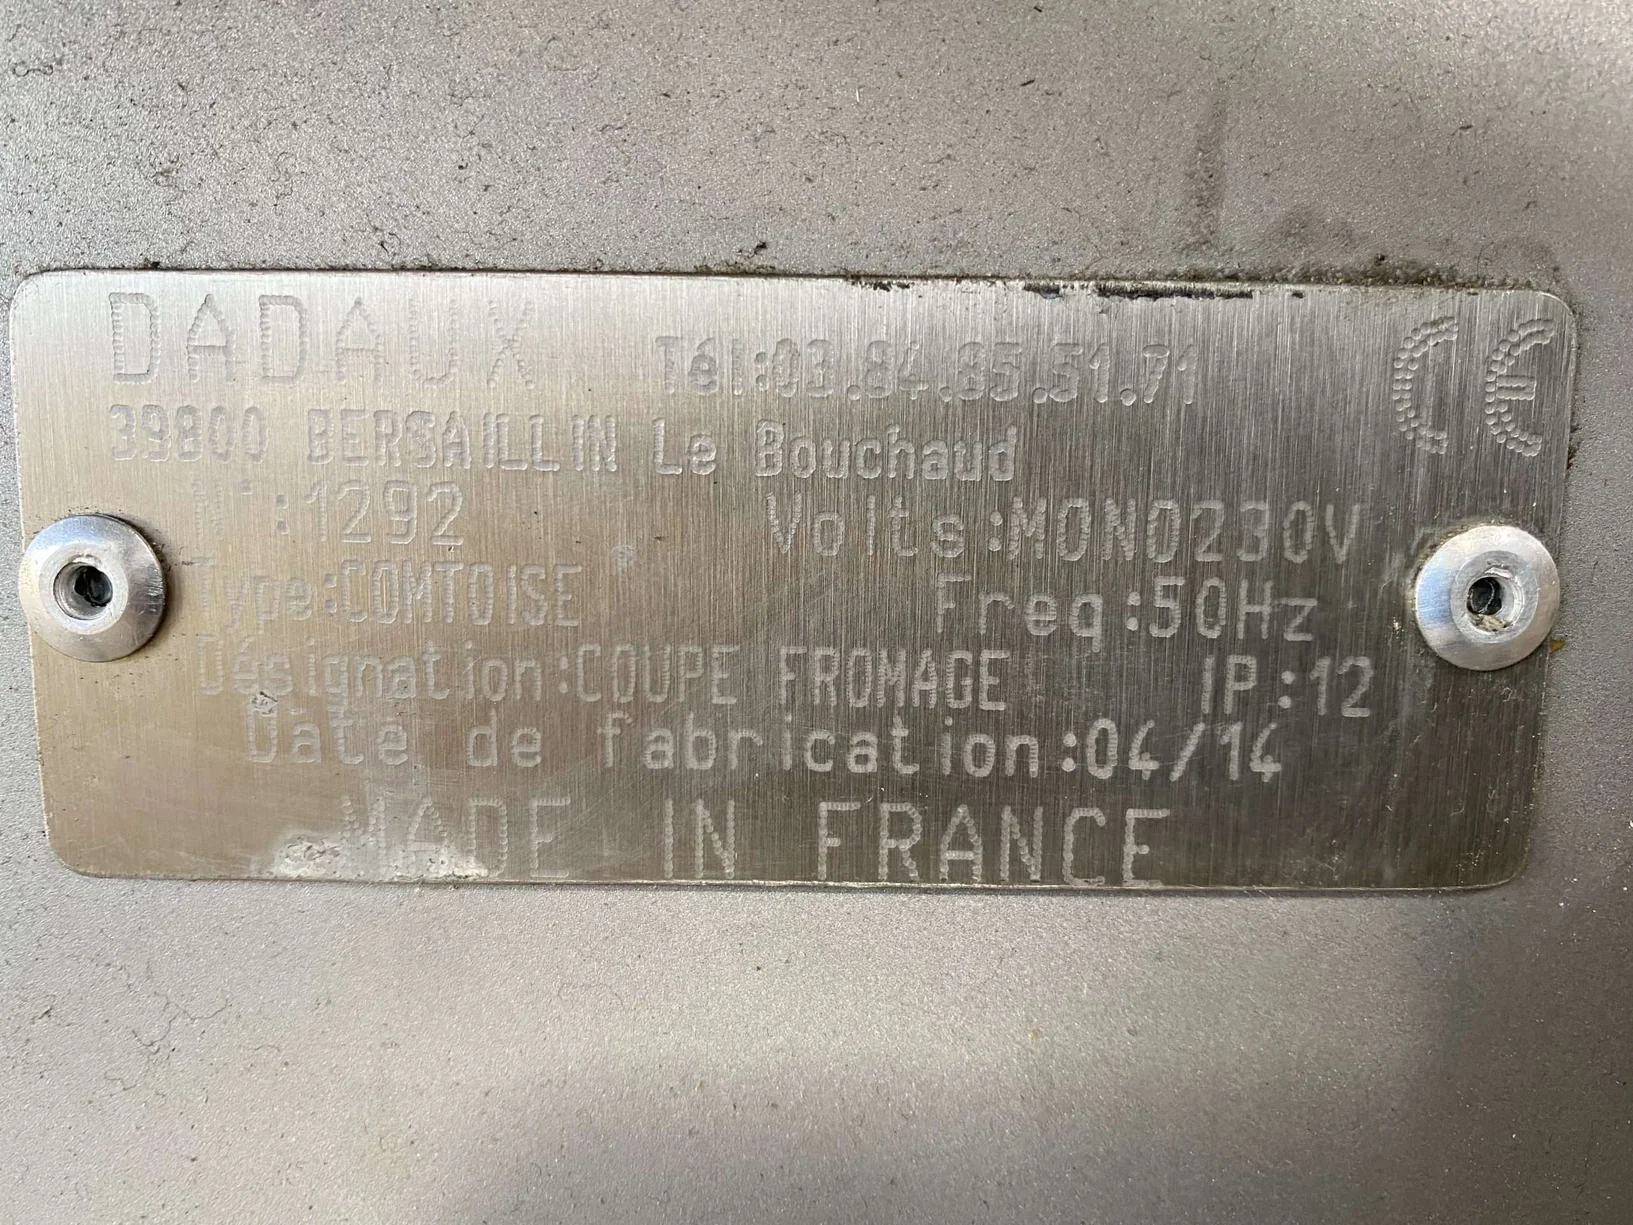 DADAUX Tél:03.84.85.51.71 CE
39800 BERSAILLIN Le Bouchaud
N°:1292 Volts:MONO230V
Type:COMTOISE Freq:50Hz
Désignation:COUPE FROMAGE IP:12
Date de fabrication:04/14
MADE IN FRANCE